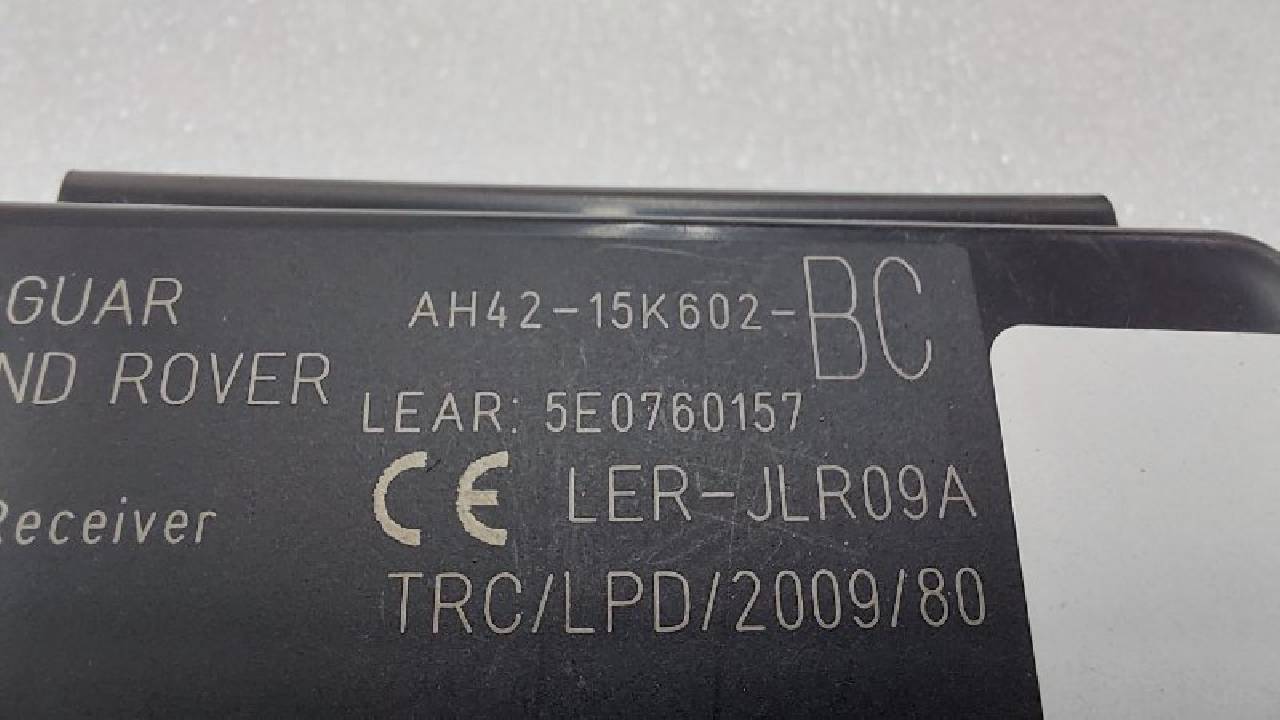 GUAR
AH42-15K602-BC
ND ROVER
LEAR: 5E0760157
CE LER-JLR09A
Receiver
TRC/LPD/2009/80